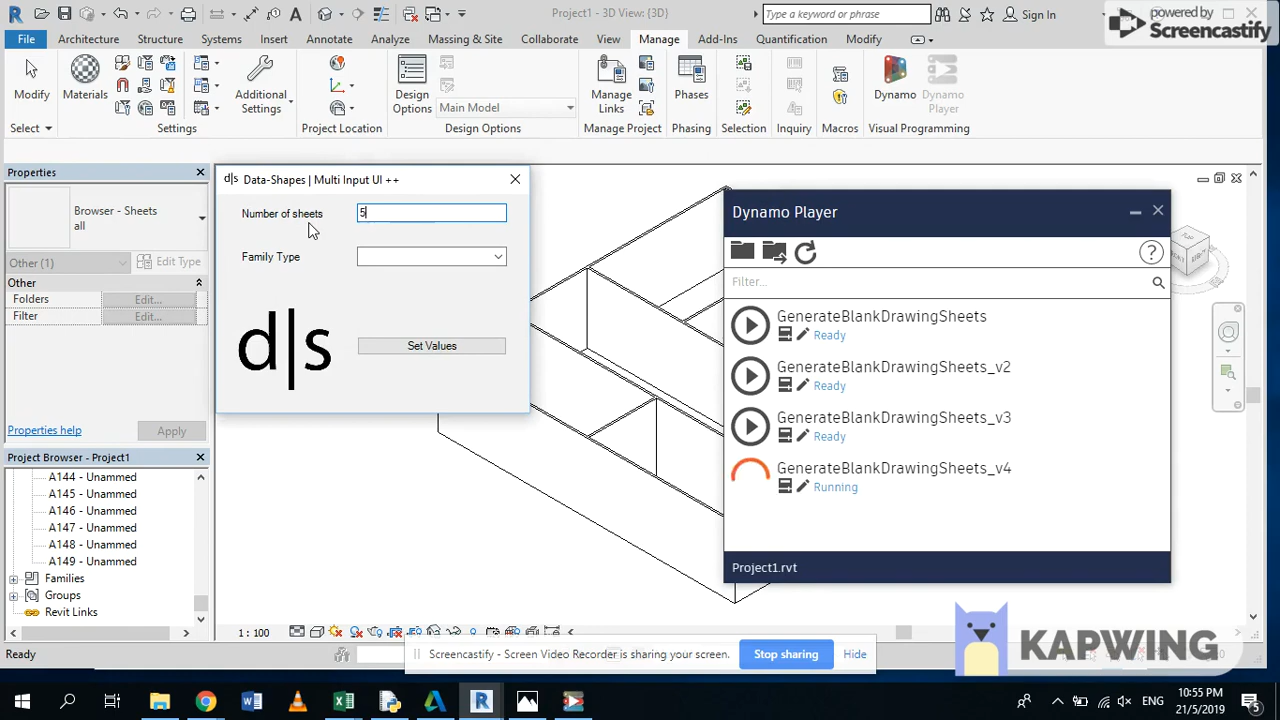 Project1 - 3D View: {3D}
Type a keyword or phrase
Sign In
powered by
Screencastify
File Architecture Structure Systems Insert Annotate Analyze Massing & Site Collaborate View Manage Add-Ins Quantification Modify
Modify
Materials
Additional
Settings
Design
Options
Main Model
Manage
Links
Phases
Dynamo
Dynamo
Player
Select
Settings
Project Location
Design Options
Manage Project
Phasing
Selection
Inquiry
Macros
Visual Programming
Properties
Browser - Sheets
all
Other (1)
Edit Type
Other
Folders
Edit...
Filter
Edit...
Properties help
Apply
Project Browser - Project1
A144 - Unnamed
A145 - Unnamed
A146 - Unnamed
A147 - Unnamed
A148 - Unnamed
A149 - Unnamed
Families
Groups
Revit Links
d|s Data-Shapes | Multi Input UI ++
Number of sheets
5
Family Type
d|s
Set Values
Dynamo Player
?
Filter...
GenerateBlankDrawingSheets
Ready
GenerateBlankDrawingSheets_v2
Ready
GenerateBlankDrawingSheets_v3
Ready
GenerateBlankDrawingSheets_v4
Running
Project1.rvt
1 : 100
KAPWING
Screencastify - Screen Video Recorder is sharing your screen.
Stop sharing
Hide
Ready
ENG
10:55 PM
21/5/2019
5